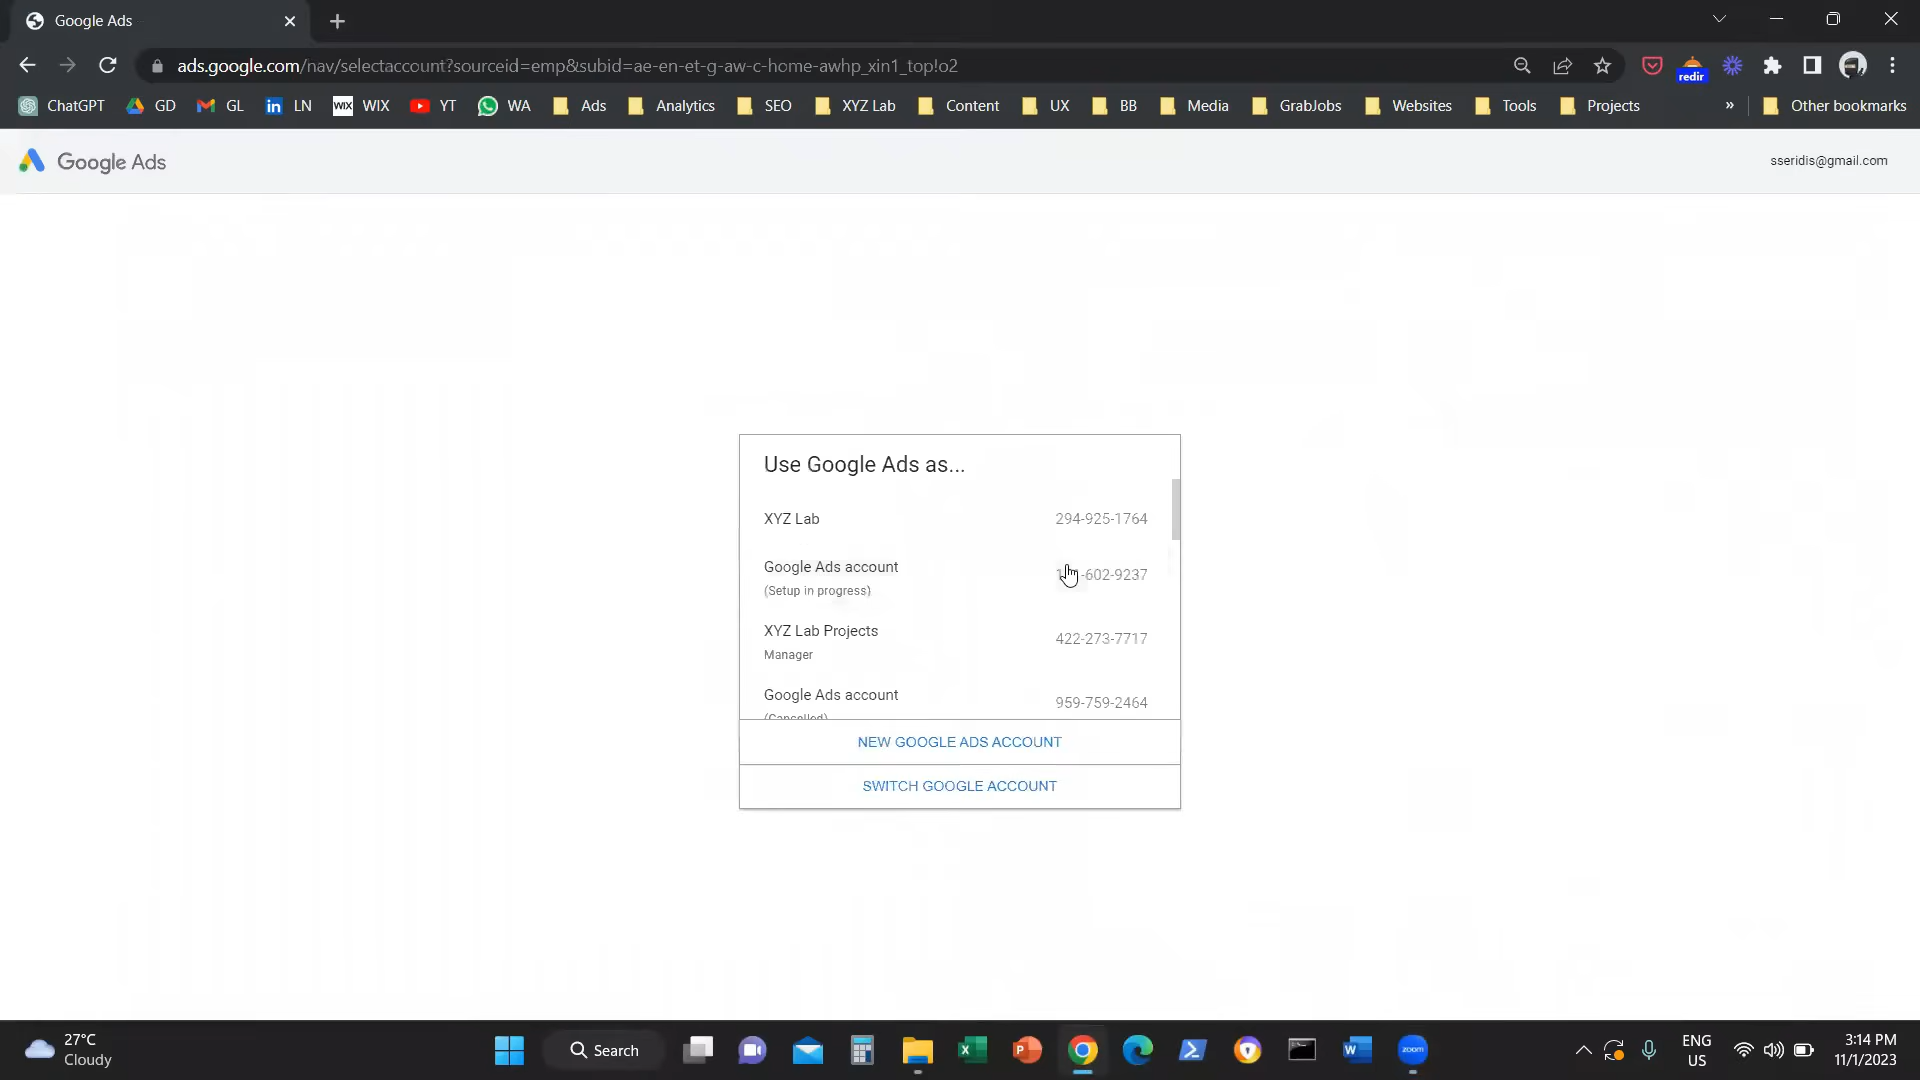 Google Ads
ads.google.com/nav/selectaccount?sourceid=emp&subid=ae-en-et-g-aw-c-home-awhp_xin1_top!o2
redir
ChatGPT GD GL LN WIX WIX YT WA Ads Analytics SEO XYZ Lab Content UX BB Media GrabJobs Websites Tools Projects » Other bookmarks
Google Ads sseridis@gmail.com
Use Google Ads as...
XYZ Lab 294-925-1764
Google Ads account
-602-9237
(Setup in progress)
XYZ Lab Projects
422-273-7717
Manager
Google Ads account
959-759-2464
(Cancelled)
NEW GOOGLE ADS ACCOUNT
SWITCH GOOGLE ACCOUNT
27°C
Cloudy
Search
zoom
ENG
US
3:14 PM
11/1/2023